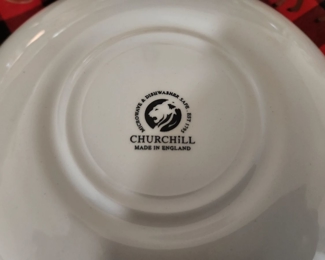 MICROWAVE & DISHWASHER SAFE . EST 1795
CHURCHiLL
MADE IN ENGLAND